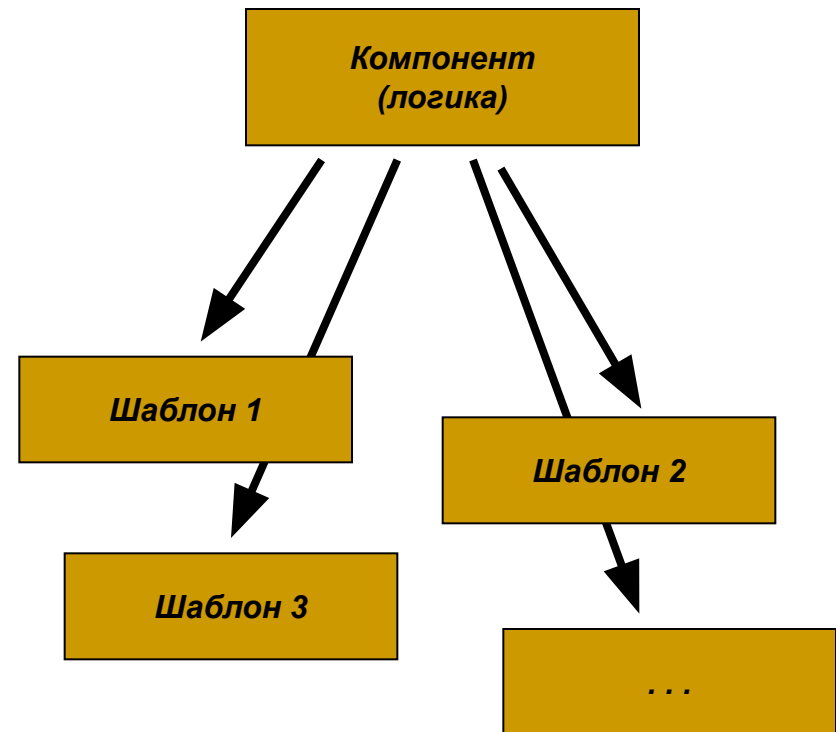 Компонент
(логика)
Шаблон 1
Шаблон 2
Шаблон 3
. . .